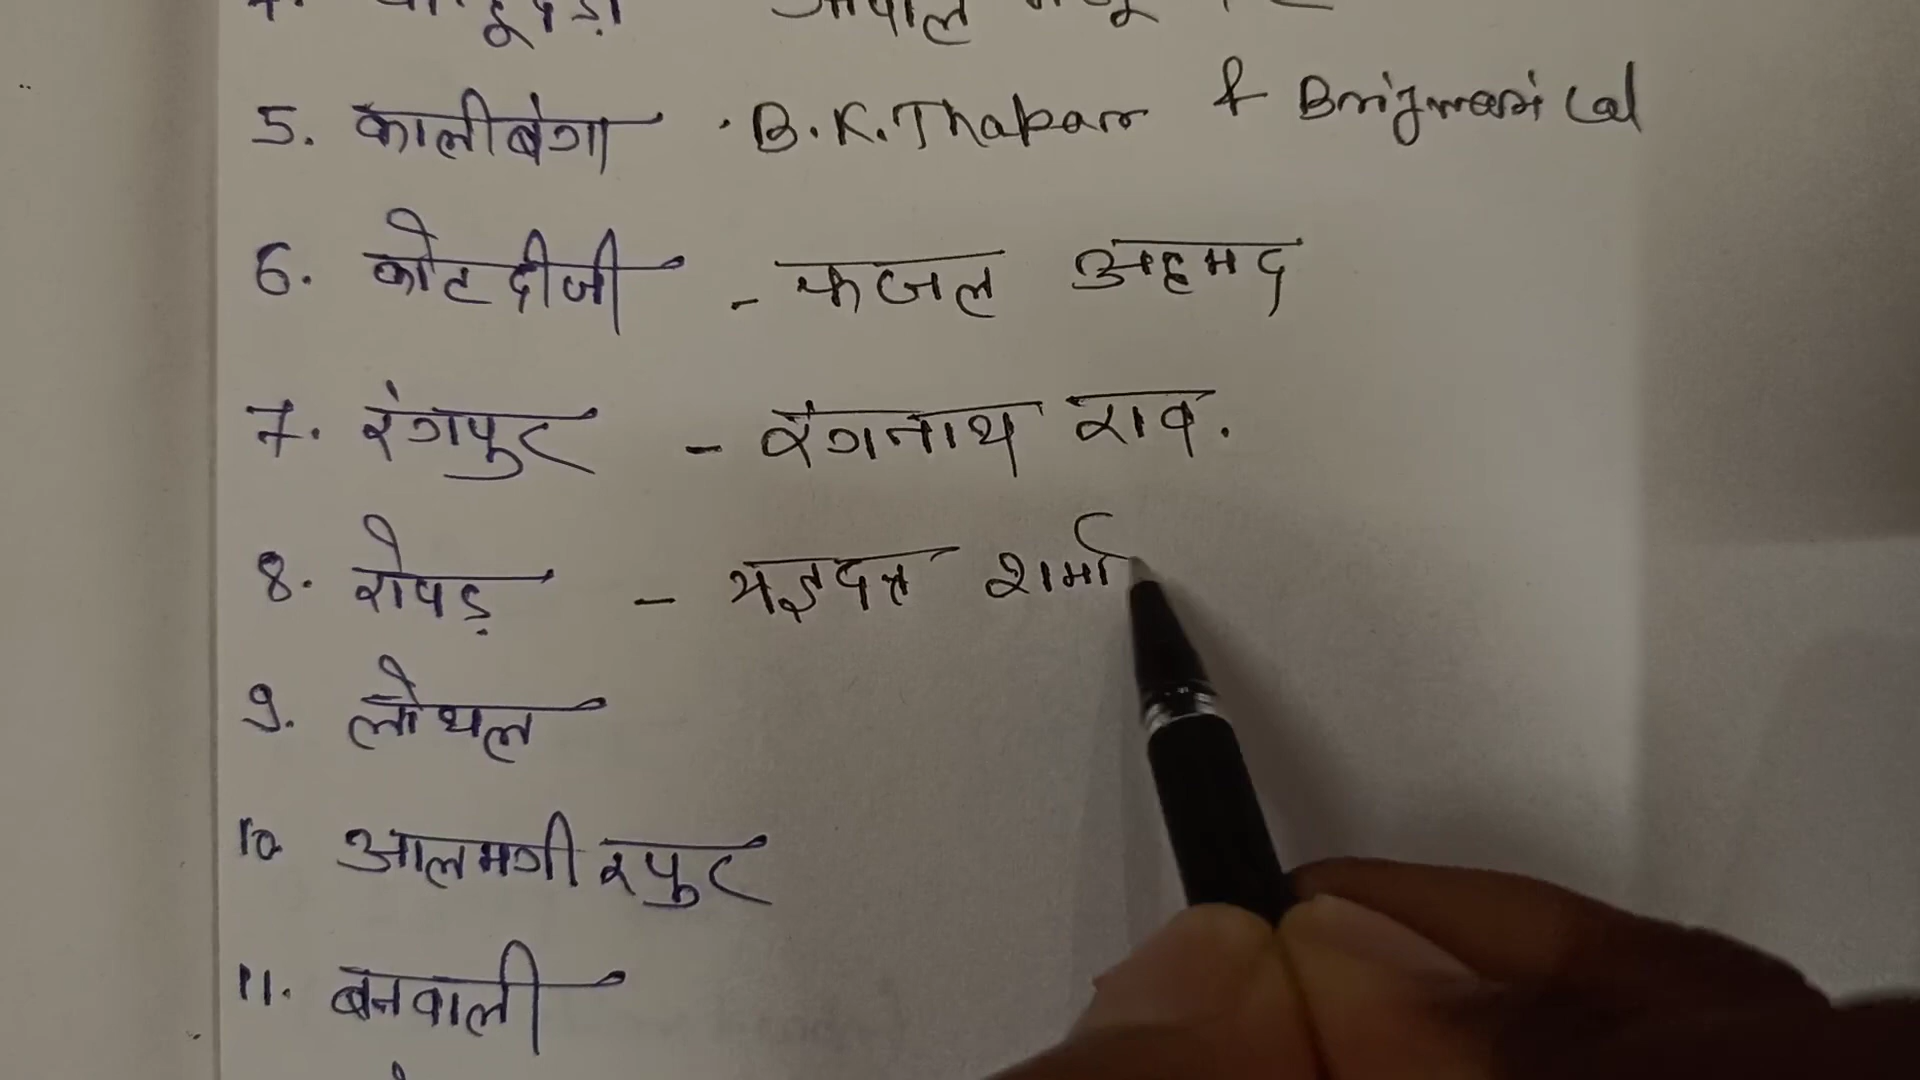 5. कालीबंगा . B.K. Thapar & Brijwasi Lal
6. कोटदीजी - फजल अहमद
7. रंगपुर - रंगनाथ राव.
8. रोपड़ - यज्ञदत्त शर्मा
9. लोथल
10 आलमगीरपुर
11. बनवाली